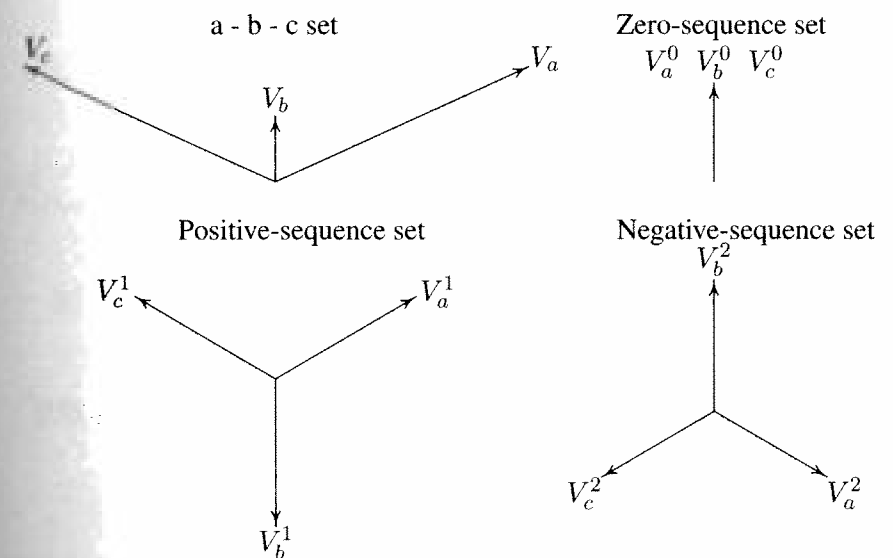 a - b - c set
V_c
V_b
V_a
Zero-sequence set
V_a^0 V_b^0 V_c^0
Positive-sequence set
V_c^1
V_a^1
V_b^1
Negative-sequence set
V_b^2
V_c^2
V_a^2